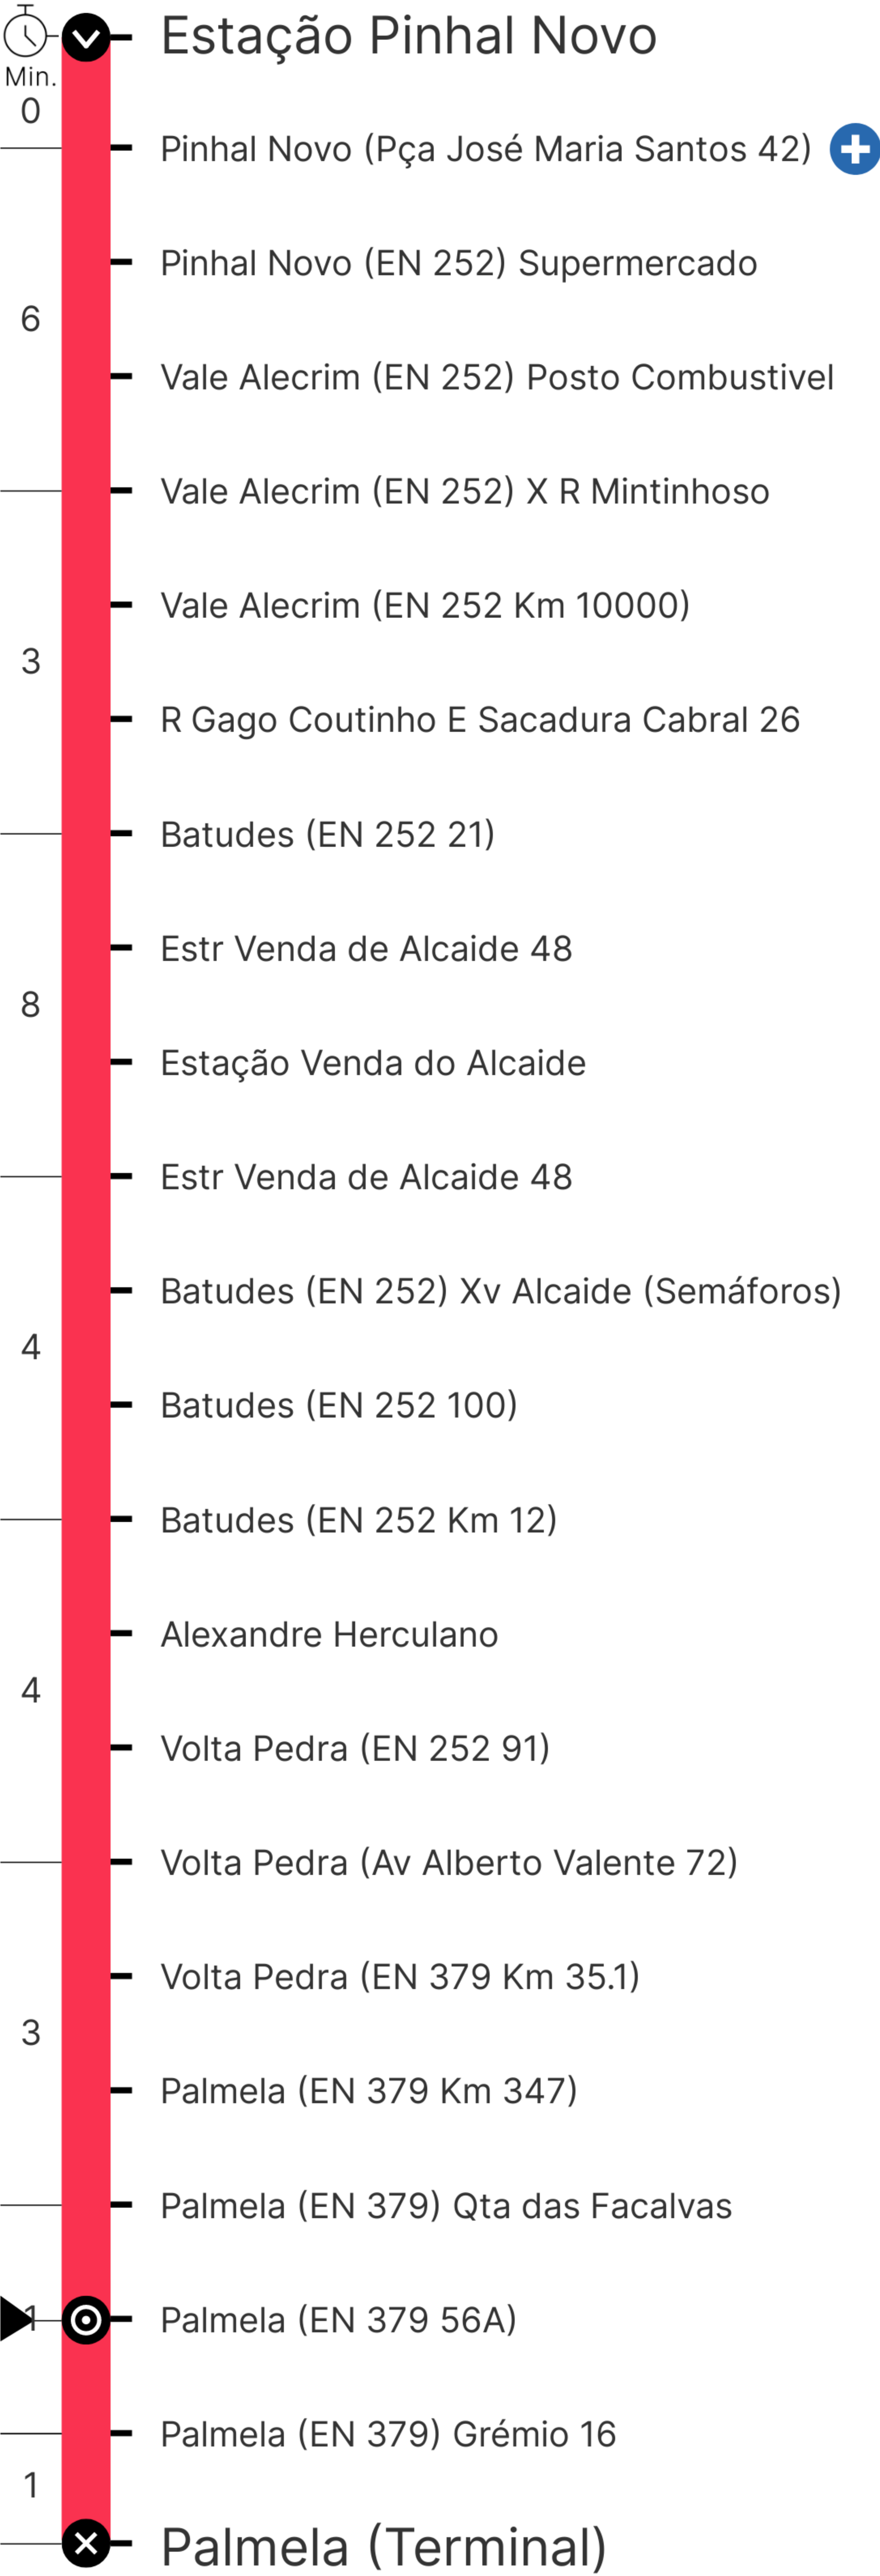 Estação Pinhal Novo
Min.
0
Pinhal Novo (Pça José Maria Santos 42)
Pinhal Novo (EN 252) Supermercado
6
Vale Alecrim (EN 252) Posto Combustivel
Vale Alecrim (EN 252) X R Mintinhoso
Vale Alecrim (EN 252 Km 10000)
3
R Gago Coutinho E Sacadura Cabral 26
Batudes (EN 252 21)
Estr Venda de Alcaide 48
8
Estação Venda do Alcaide
Estr Venda de Alcaide 48
Batudes (EN 252) Xv Alcaide (Semáforos)
4
Batudes (EN 252 100)
Batudes (EN 252 Km 12)
Alexandre Herculano
4
Volta Pedra (EN 252 91)
Volta Pedra (Av Alberto Valente 72)
Volta Pedra (EN 379 Km 35.1)
3
Palmela (EN 379 Km 347)
Palmela (EN 379) Qta das Facalvas
1
Palmela (EN 379 56A)
Palmela (EN 379) Grémio 16
1
Palmela (Terminal)